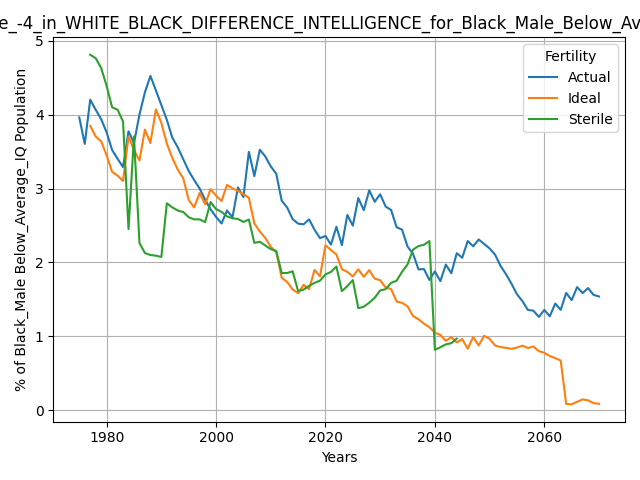 e_-4_in_WHITE_BLACK_DIFFERENCE_INTELLIGENCE_for_Black_Male_Below_Av
Fertility
Actual
Ideal
Sterile
% of Black_Male Below_Average_IQ Population
5
4
3
2
1
0
1980 2000 2020 2040 2060
Years